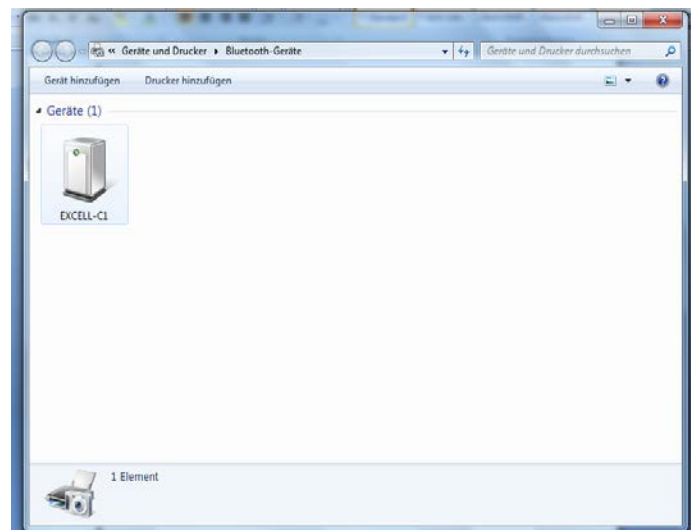 « Geräte und Drucker ▸ Bluetooth-Geräte
Geräte und Drucker durchsuchen
Gerät hinzufügen Drucker hinzufügen
Geräte (1)
EXCELL-C1
1 Element